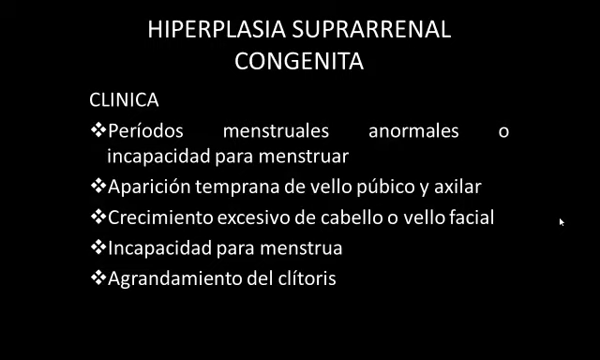 HIPERPLASIA SUPRARRENAL
CONGENITA
CLINICA
❖Períodos menstruales anormales o
incapacidad para menstruar
❖Aparición temprana de vello púbico y axilar
❖Crecimiento excesivo de cabello o vello facial
❖Incapacidad para menstrua
❖Agrandamiento del clítoris